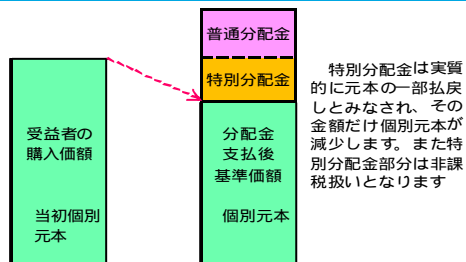 普通分配金
特別分配金
受益者の
購入価額
当初個別
元本
分配金
支払後
基準価額
個別元本
特別分配金は実質
的に元本の一部払戻
しとみなされ、その
金額だけ個別元本が
減少します。また特
別分配金部分は非課
税扱いとなります